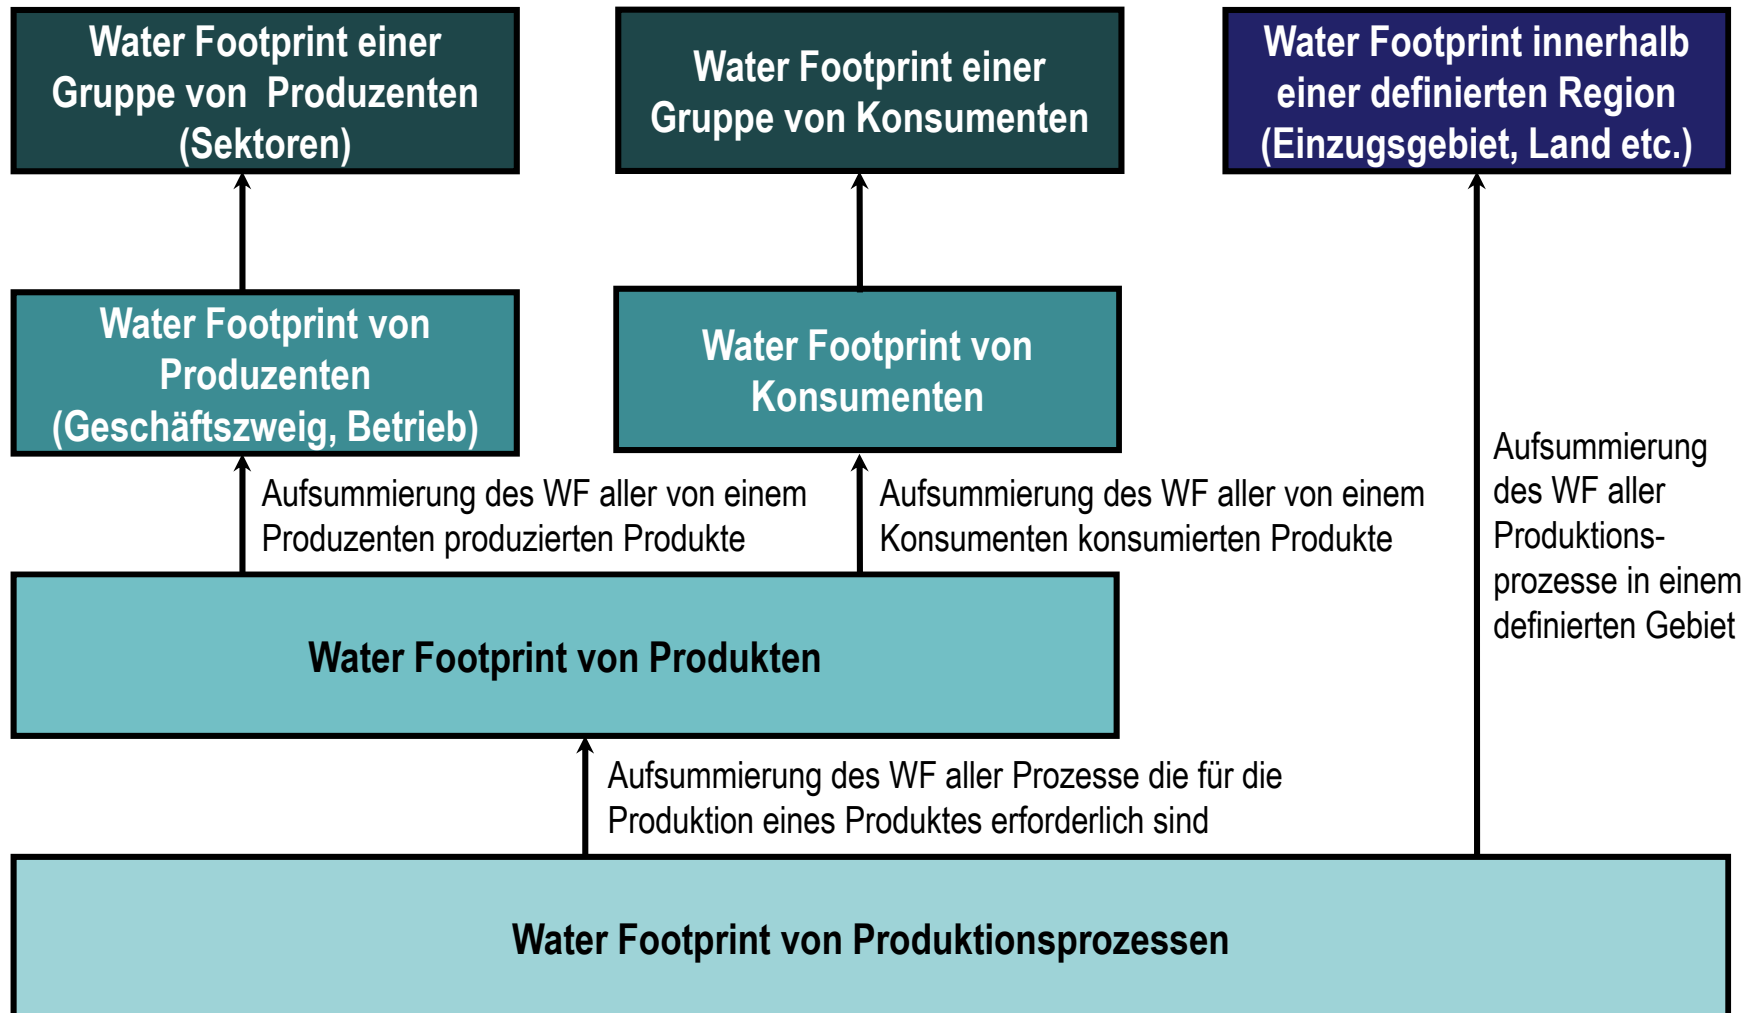 Water Footprint einer
Gruppe von Produzenten
(Sektoren)
Water Footprint einer
Gruppe von Konsumenten
Water Footprint innerhalb
einer definierten Region
(Einzugsgebiet, Land etc.)
Water Footprint von
Produzenten
(Geschäftszweig, Betrieb)
Water Footprint von
Konsumenten
Aufsummierung des WF aller von einem
Produzenten produzierten Produkte
Aufsummierung des WF aller von einem
Konsumenten konsumierten Produkte
Aufsummierung
des WF aller
Produktions-
prozesse in einem
definierten Gebiet
Water Footprint von Produkten
Aufsummierung des WF aller Prozesse die für die
Produktion eines Produktes erforderlich sind
Water Footprint von Produktionsprozessen